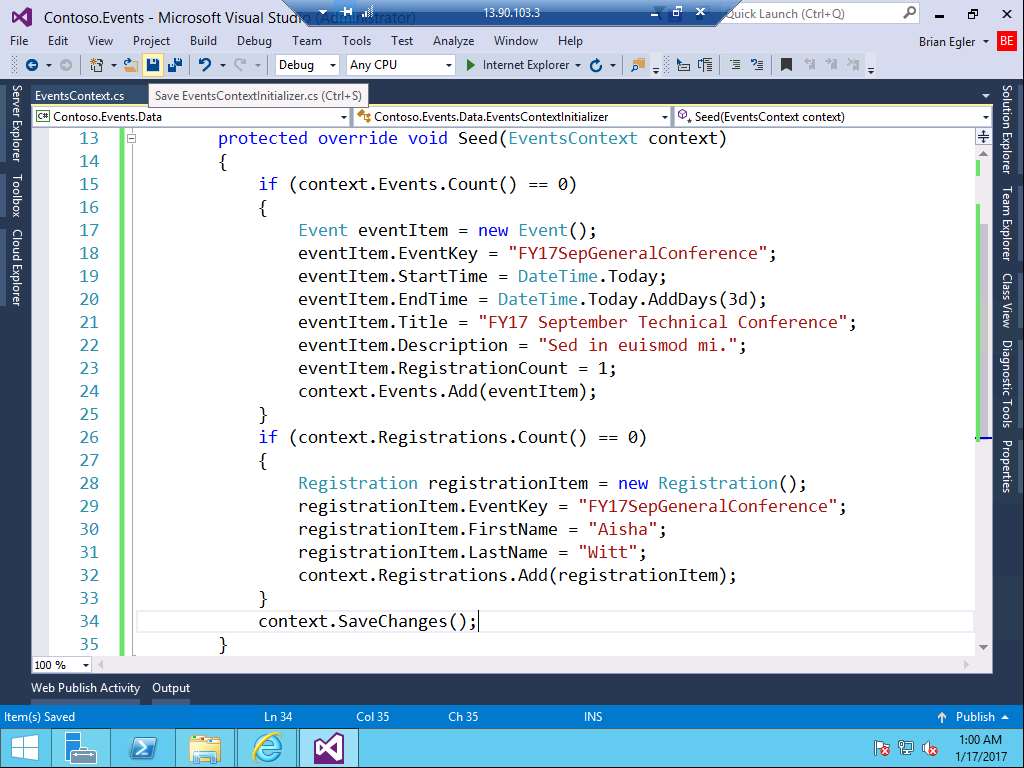 Contoso.Events - Microsoft Visual Studio (Administrator)
13.90.103.3
Quick Launch (Ctrl+Q)
File Edit View Project Build Debug Team Tools Test Analyze Window Help
Brian Egler
BE
Debug Any CPU Internet Explorer
EventsContext.cs
Save EventsContextInitializer.cs (Ctrl+S)
C# Contoso.Events.Data
Contoso.Events.Data.EventsContextInitializer
Seed(EventsContext context)
Server Explorer
Toolbox
Cloud Explorer
13 protected override void Seed(EventsContext context)
14 {
15 if (context.Events.Count() == 0)
16 {
17 Event eventItem = new Event();
18 eventItem.EventKey = "FY17SepGeneralConference";
19 eventItem.StartTime = DateTime.Today;
20 eventItem.EndTime = DateTime.Today.AddDays(3d);
21 eventItem.Title = "FY17 September Technical Conference";
22 eventItem.Description = "Sed in euismod mi.";
23 eventItem.RegistrationCount = 1;
24 context.Events.Add(eventItem);
25 }
26 if (context.Registrations.Count() == 0)
27 {
28 Registration registrationItem = new Registration();
29 registrationItem.EventKey = "FY17SepGeneralConference";
30 registrationItem.FirstName = "Aisha";
31 registrationItem.LastName = "Witt";
32 context.Registrations.Add(registrationItem);
33 }
34 context.SaveChanges();
35 }
Solution Explorer
Team Explorer
Class View
Diagnostic Tools
Properties
100 %
Web Publish Activity Output
Item(s) Saved Ln 34 Col 35 Ch 35 INS Publish
1:00 AM
1/17/2017